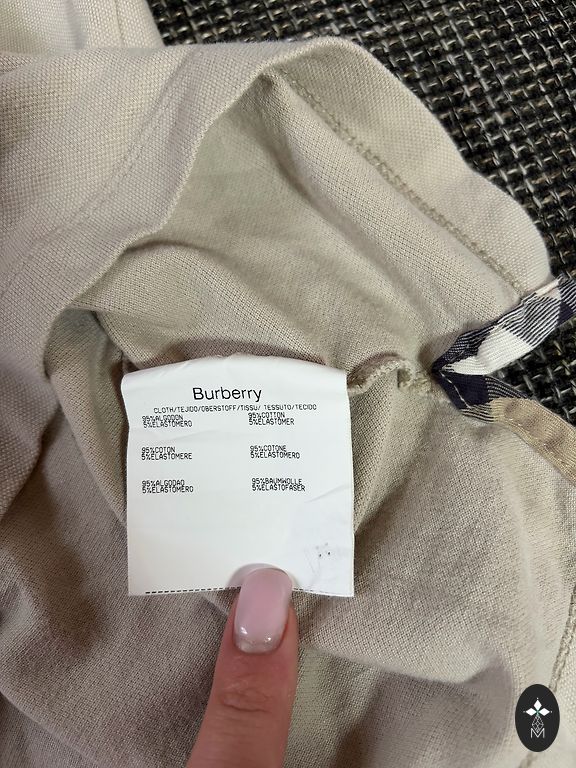 Burberry
CLOTH/TEJIDO/OBERSTOFF/TISSU/ TESSUTO/TECIDO
95%ALGODON 95%COTTON
5%ELASTOMERO 5%ELASTOMER
95%COTON 95%COTONE
5%ELASTOMERE 5%ELASTOMERO
95%ALGODAO 95%BAUMWOLLE
5%ELASTOMERO 5%ELASTOFASER
M